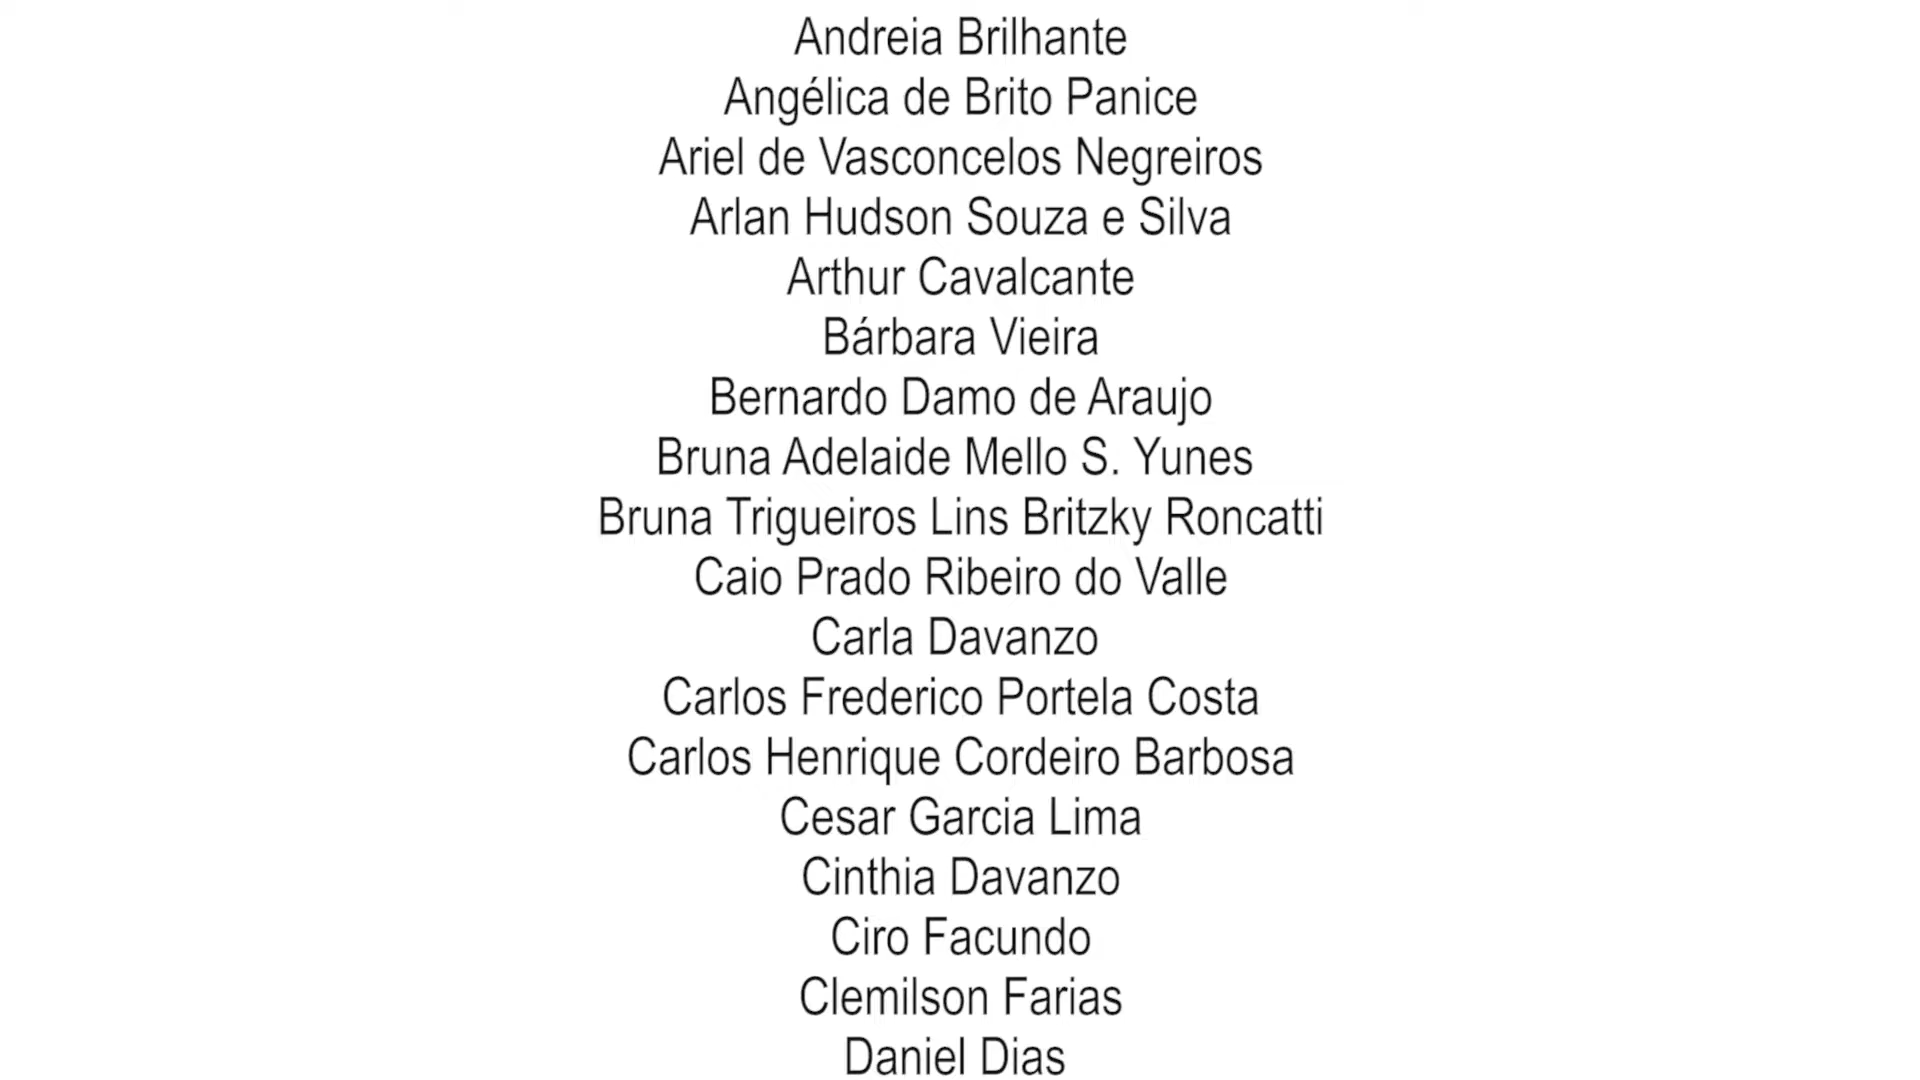 Andreia Brilhante
Angélica de Brito Panice
Ariel de Vasconcelos Negreiros
Arlan Hudson Souza e Silva
Arthur Cavalcante
Bárbara Vieira
Bernardo Damo de Araujo
Bruna Adelaide Mello S. Yunes
Bruna Trigueiros Lins Britzky Roncatti
Caio Prado Ribeiro do Valle
Carla Davanzo
Carlos Frederico Portela Costa
Carlos Henrique Cordeiro Barbosa
Cesar Garcia Lima
Cinthia Davanzo
Ciro Facundo
Clemilson Farias
Daniel Dias